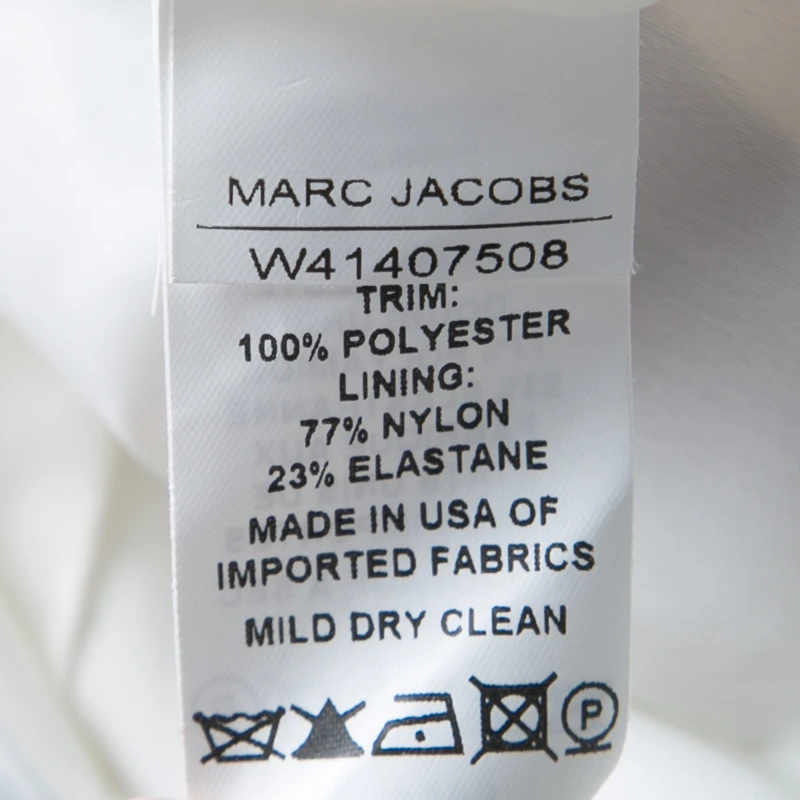 MARC JACOBS
W41407508
TRIM:
100% POLYESTER
LINING:
77% NYLON
23% ELASTANE
MADE IN USA OF
IMPORTED FABRICS
MILD DRY CLEAN
P